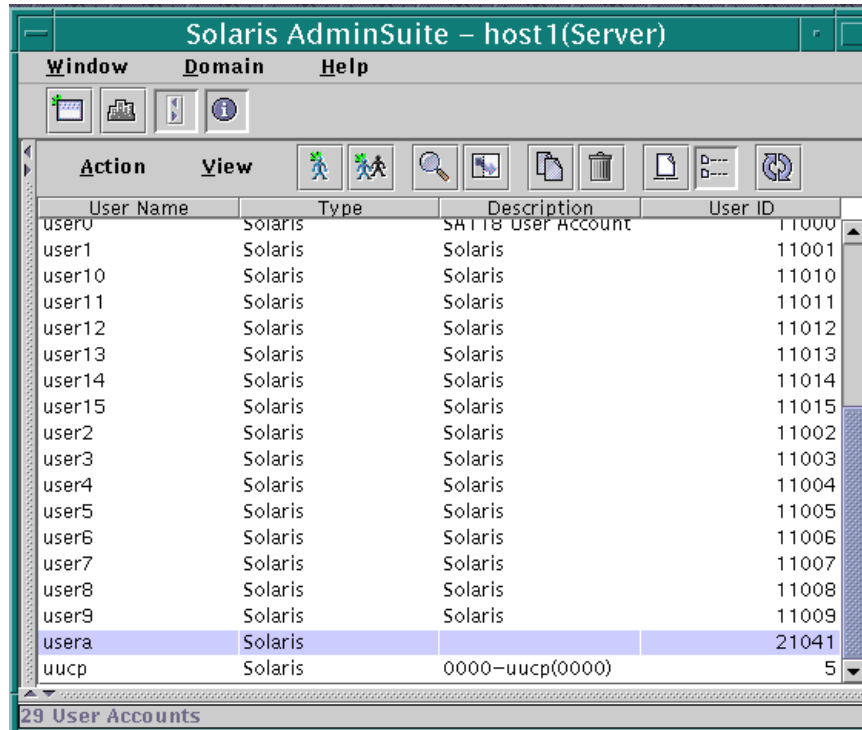 Solaris AdminSuite – host1(Server)
Window Domain Help
Action View
User Name Type Description User ID
user0 Solaris SA118 User Account 11000
user1 Solaris Solaris 11001
user10 Solaris Solaris 11010
user11 Solaris Solaris 11011
user12 Solaris Solaris 11012
user13 Solaris Solaris 11013
user14 Solaris Solaris 11014
user15 Solaris Solaris 11015
user2 Solaris Solaris 11002
user3 Solaris Solaris 11003
user4 Solaris Solaris 11004
user5 Solaris Solaris 11005
user6 Solaris Solaris 11006
user7 Solaris Solaris 11007
user8 Solaris Solaris 11008
user9 Solaris Solaris 11009
usera Solaris 21041
uucp Solaris 0000-uucp(0000) 5
29 User Accounts